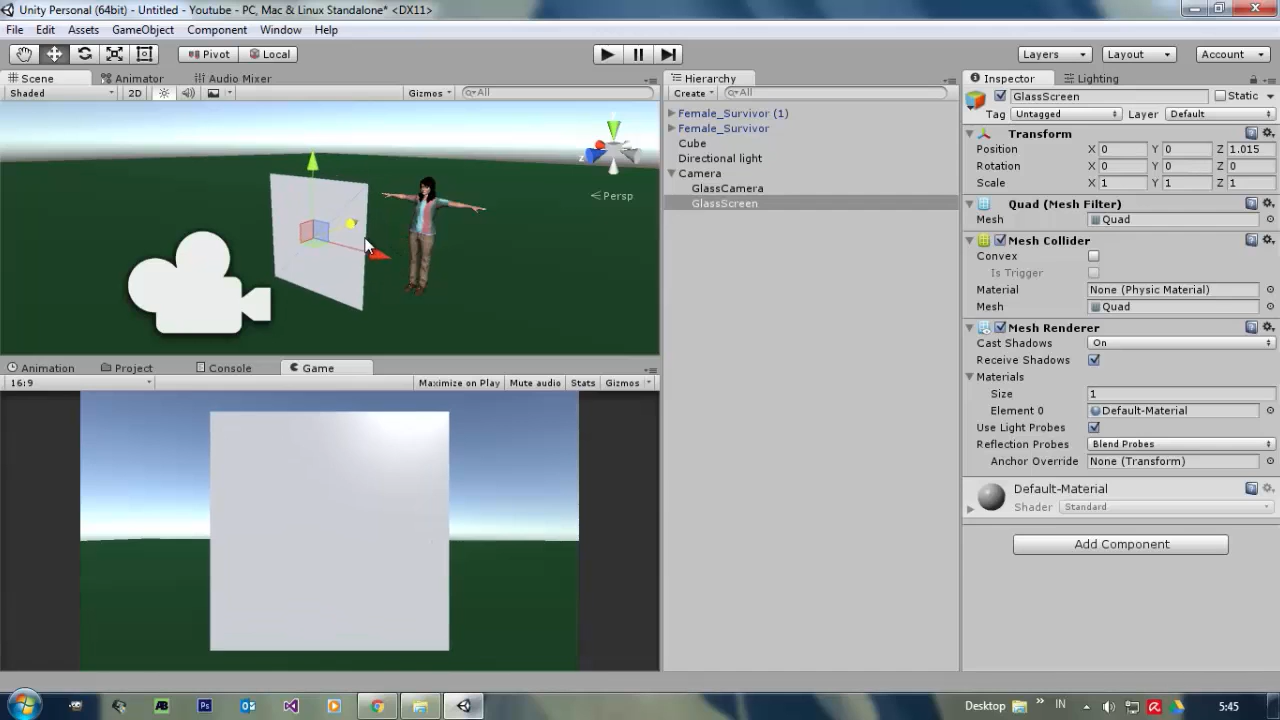 Unity Personal (64bit) - Untitled - Youtube - PC, Mac & Linux Standalone* <DX11>
File Edit Assets GameObject Component Window Help
Pivot Local Layers Layout Account
Scene Animator Audio Mixer
Shaded 2D Gizmos All
z
Persp
Animation Project Console Game
16:9 Maximize on Play Mute audio Stats Gizmos
Hierarchy
Create All
Female_Survivor (1)
Female_Survivor
Cube
Directional light
Camera
GlassCamera
GlassScreen
Inspector Lighting
GlassScreen Static
Tag Untagged Layer Default
Transform
Position X 0 Y 0 Z 1.015
Rotation X 0 Y 0 Z 0
Scale X 1 Y 1 Z 1
Quad (Mesh Filter)
Mesh Quad
Mesh Collider
Convex
Is Trigger
Material None (Physic Material)
Mesh Quad
Mesh Renderer
Cast Shadows On
Receive Shadows
Materials
Size 1
Element 0 Default-Material
Use Light Probes
Reflection Probes Blend Probes
Anchor Override None (Transform)
Default-Material
Shader Standard
Add Component
AB Ps Desktop » IN 5:45